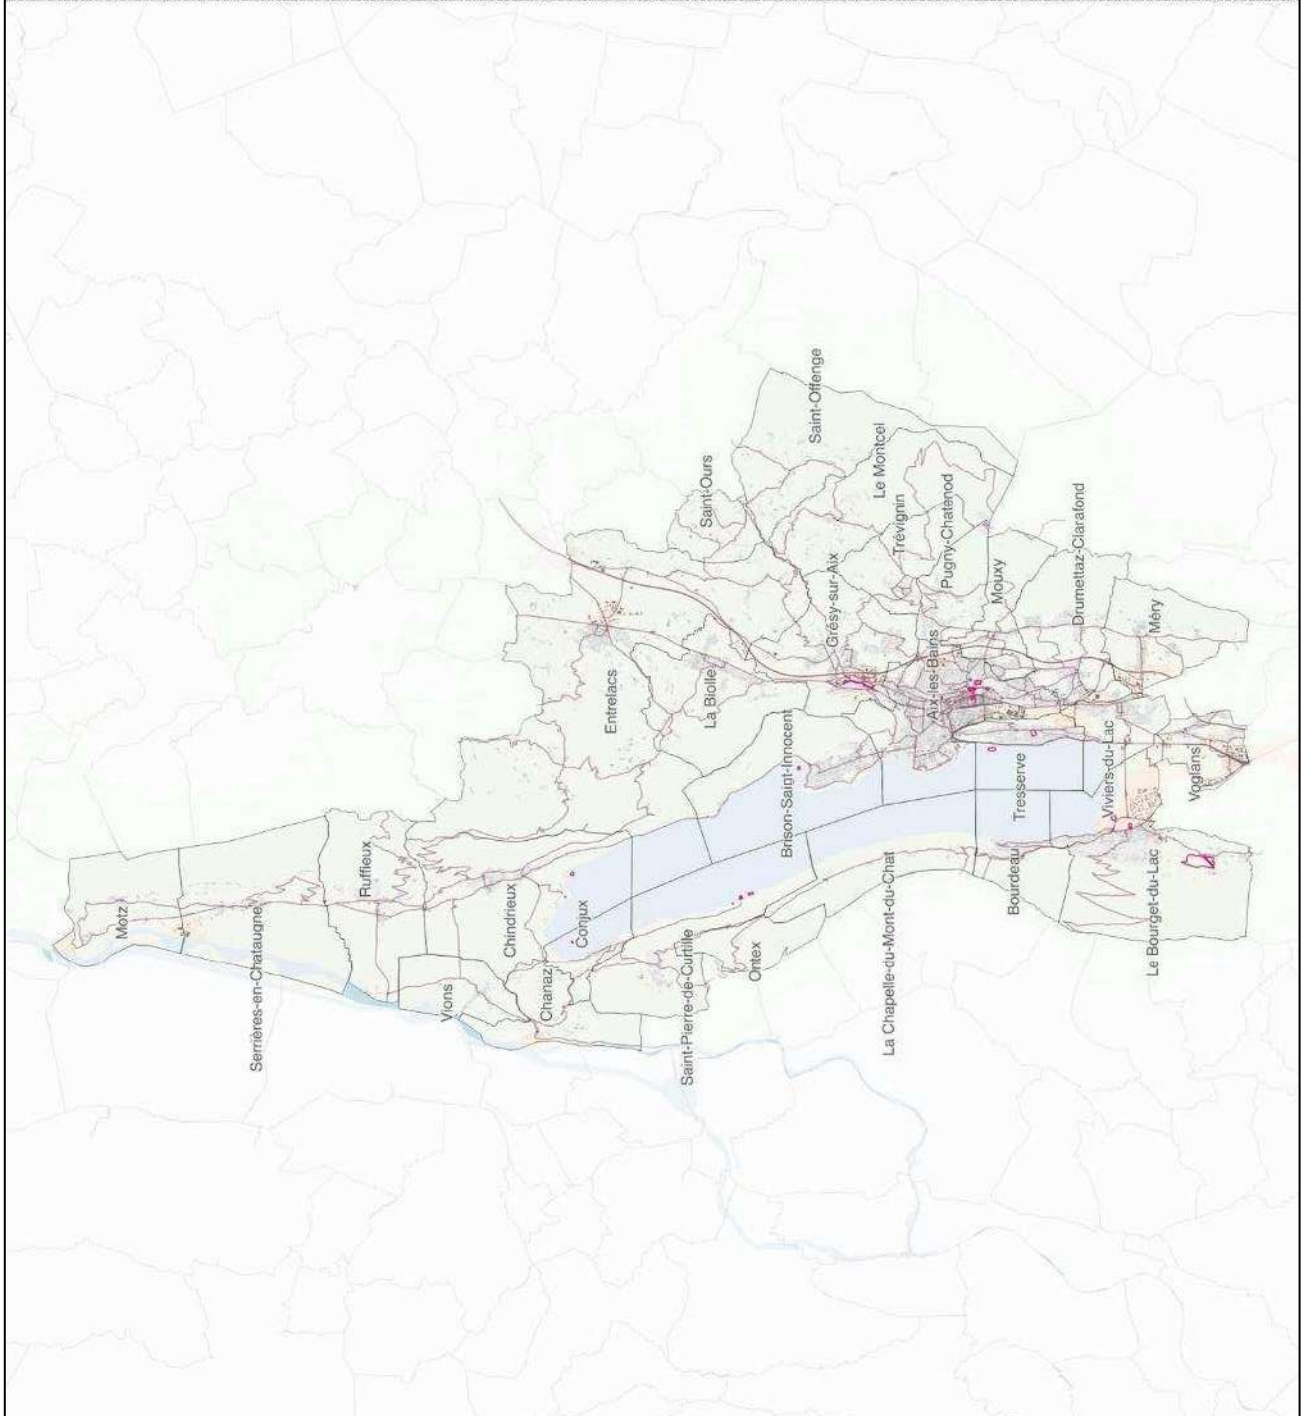 Motz
Serrières-en-Chataugne
Ruffieux
Vions
Chindrieux
Chanaz
Conjux
Entrelacs
Saint-Pierre-de-Curtille
Saint-Ours
La Biolle
Ontex
Brison-Saint-Innocent
Saint-Offenge
Grésy-sur-Aix
Le Montcel
La Chapelle-du-Mont-du-Chat
Trévignin
Aix-les-Bains
Pugny-Chatenod
Mouxy
Bourdeau
Tresserve
Drumettaz-Clarafond
Viviers-du-Lac
Méry
Le Bourget-du-Lac
Voglans